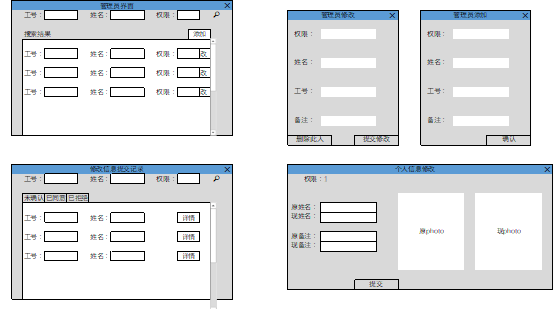 管理员界面
工号： 姓名： 权限：
搜索结果 添加
工号： 姓名： 权限： 改
工号： 姓名： 权限： 改
工号： 姓名： 权限： 改
管理员修改
权限：
姓名：
工号：
备注：
删除此人 提交修改
管理员添加
权限：
姓名：
工号：
备注：
确认
修改信息提交记录
工号： 姓名： 权限：
未确认 已同意 已拒绝
工号： 姓名： 详情
工号： 姓名： 详情
工号： 姓名： 详情
个人信息修改
权限：1
原姓名：
现姓名：
原备注：
现备注：
原photo 现photo
提交